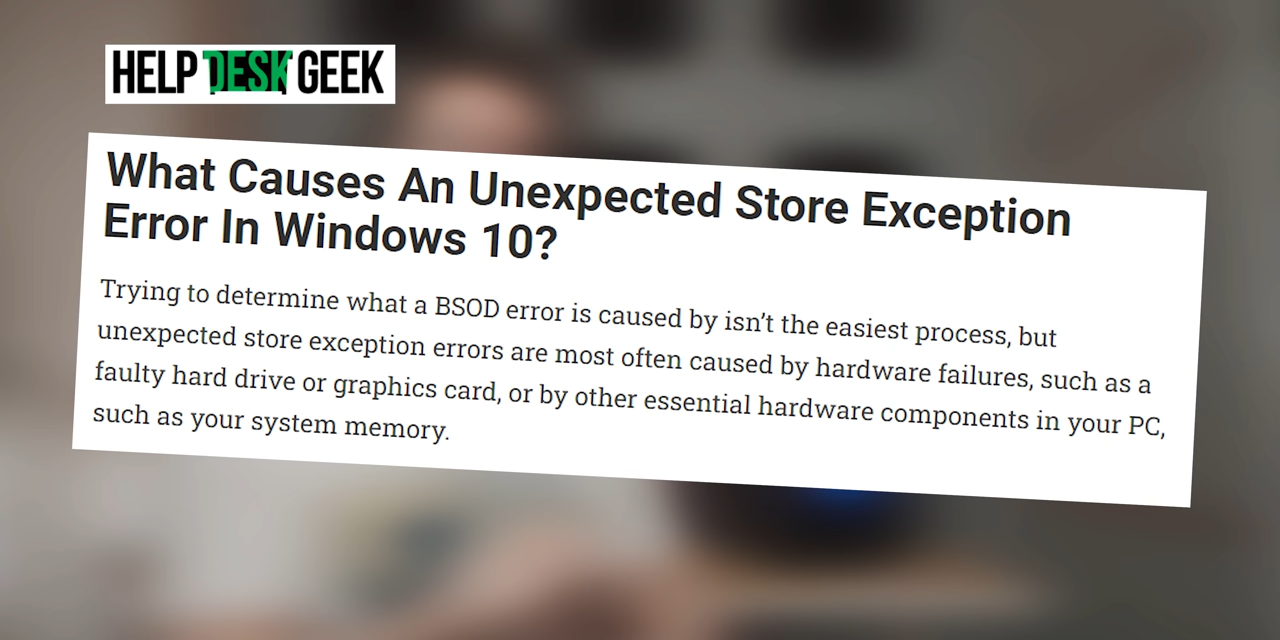 HELP DESK GEEK
What Causes An Unexpected Store Exception
Error In Windows 10?
Trying to determine what a BSOD error is caused by isn’t the easiest process, but
unexpected store exception errors are most often caused by hardware failures, such as a
faulty hard drive or graphics card, or by other essential hardware components in your PC,
such as your system memory.